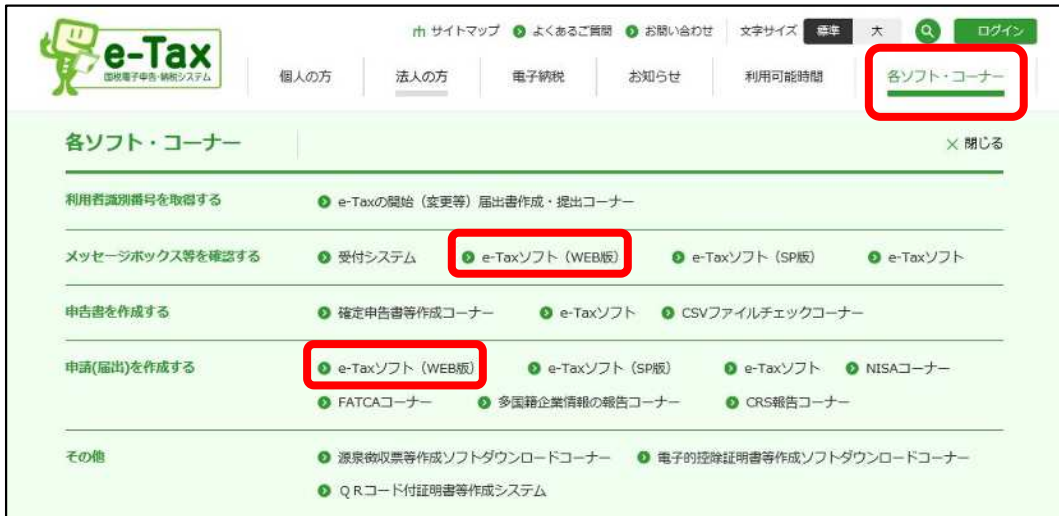 サイトマップ よくあるご質問 お問い合わせ 文字サイズ 標準 大 ログイン
e-Tax
国税電子申告・納税システム
個人の方 法人の方 電子納税 お知らせ 利用可能時間 各ソフト・コーナー
各ソフト・コーナー × 閉じる
利用者識別番号を取得する e-Taxの開始（変更等）届出書作成・提出コーナー
メッセージボックス等を確認する 受付システム e-Taxソフト（WEB版） e-Taxソフト（SP版） e-Taxソフト
申告書を作成する 確定申告書等作成コーナー e-Taxソフト CSVファイルチェックコーナー
申請(届出)を作成する e-Taxソフト（WEB版） e-Taxソフト（SP版） e-Taxソフト NISAコーナー
FATCAコーナー 多国籍企業情報の報告コーナー CRS報告コーナー
その他 源泉徴収票等作成ソフトダウンロードコーナー 電子的控除証明書等作成ソフトダウンロードコーナー
ＱＲコード付証明書等作成システム